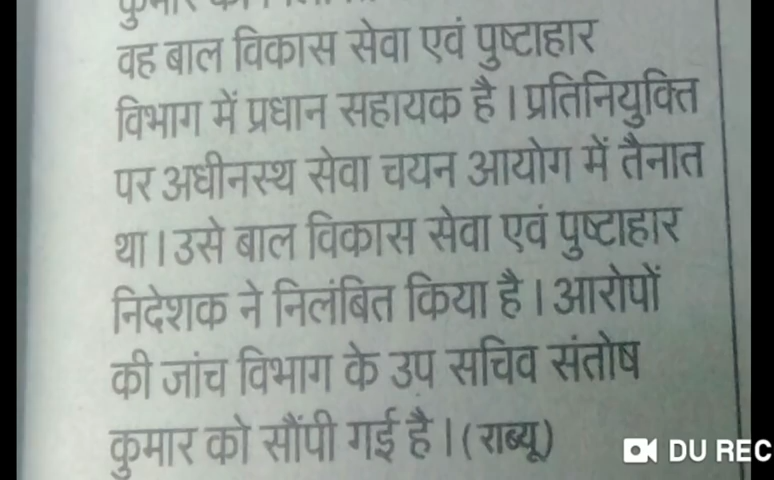 वह बाल विकास सेवा एवं पुष्टाहार
विभाग में प्रधान सहायक है। प्रतिनियुक्ति
पर अधीनस्थ सेवा चयन आयोग में तैनात
था। उसे बाल विकास सेवा एवं पुष्टाहार
निदेशक ने निलंबित किया है। आरोपों
की जांच विभाग के उप सचिव संतोष
कुमार को सौंपी गई है। (राब्यू)
DU REC